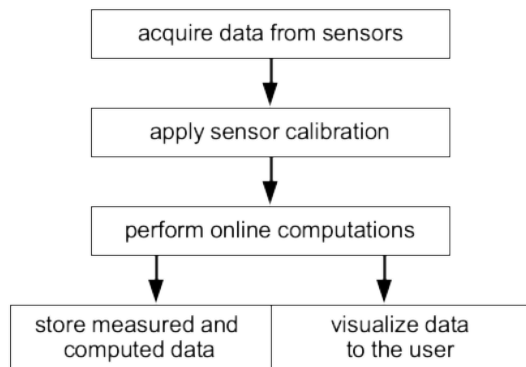 acquire data from sensors
apply sensor calibration
perform online computations
store measured and
computed data
visualize data
to the user